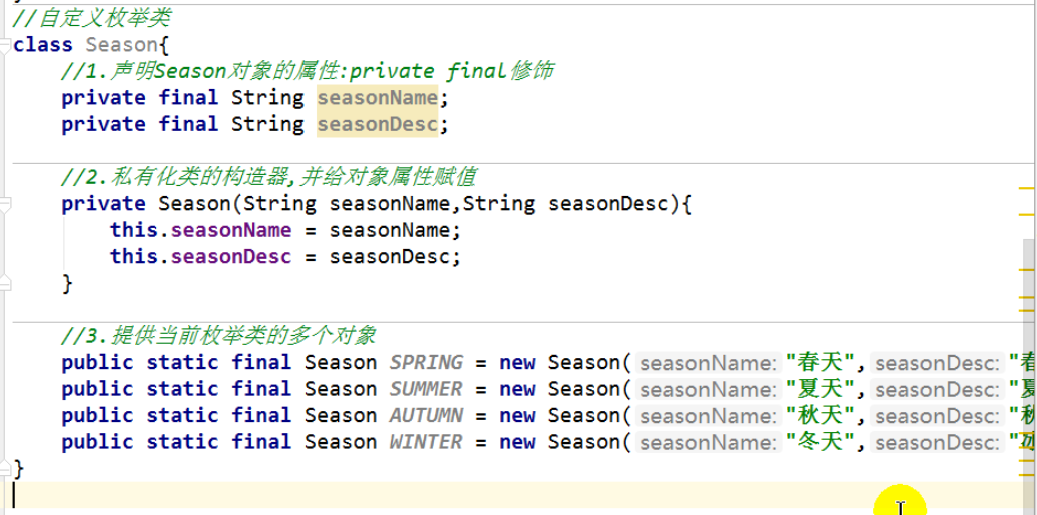 //自定义枚举类
class Season{
//1.声明Season对象的属性:private final修饰
private final String seasonName;
private final String seasonDesc;
//2.私有化类的构造器,并给对象属性赋值
private Season(String seasonName,String seasonDesc){
this.seasonName = seasonName;
this.seasonDesc = seasonDesc;
}
//3.提供当前枚举类的多个对象
public static final Season SPRING = new Season( seasonName: "春天", seasonDesc: "春
public static final Season SUMMER = new Season( seasonName: "夏天", seasonDesc: "夏
public static final Season AUTUMN = new Season( seasonName: "秋天", seasonDesc: "秋
public static final Season WINTER = new Season( seasonName: "冬天", seasonDesc: "冰
}